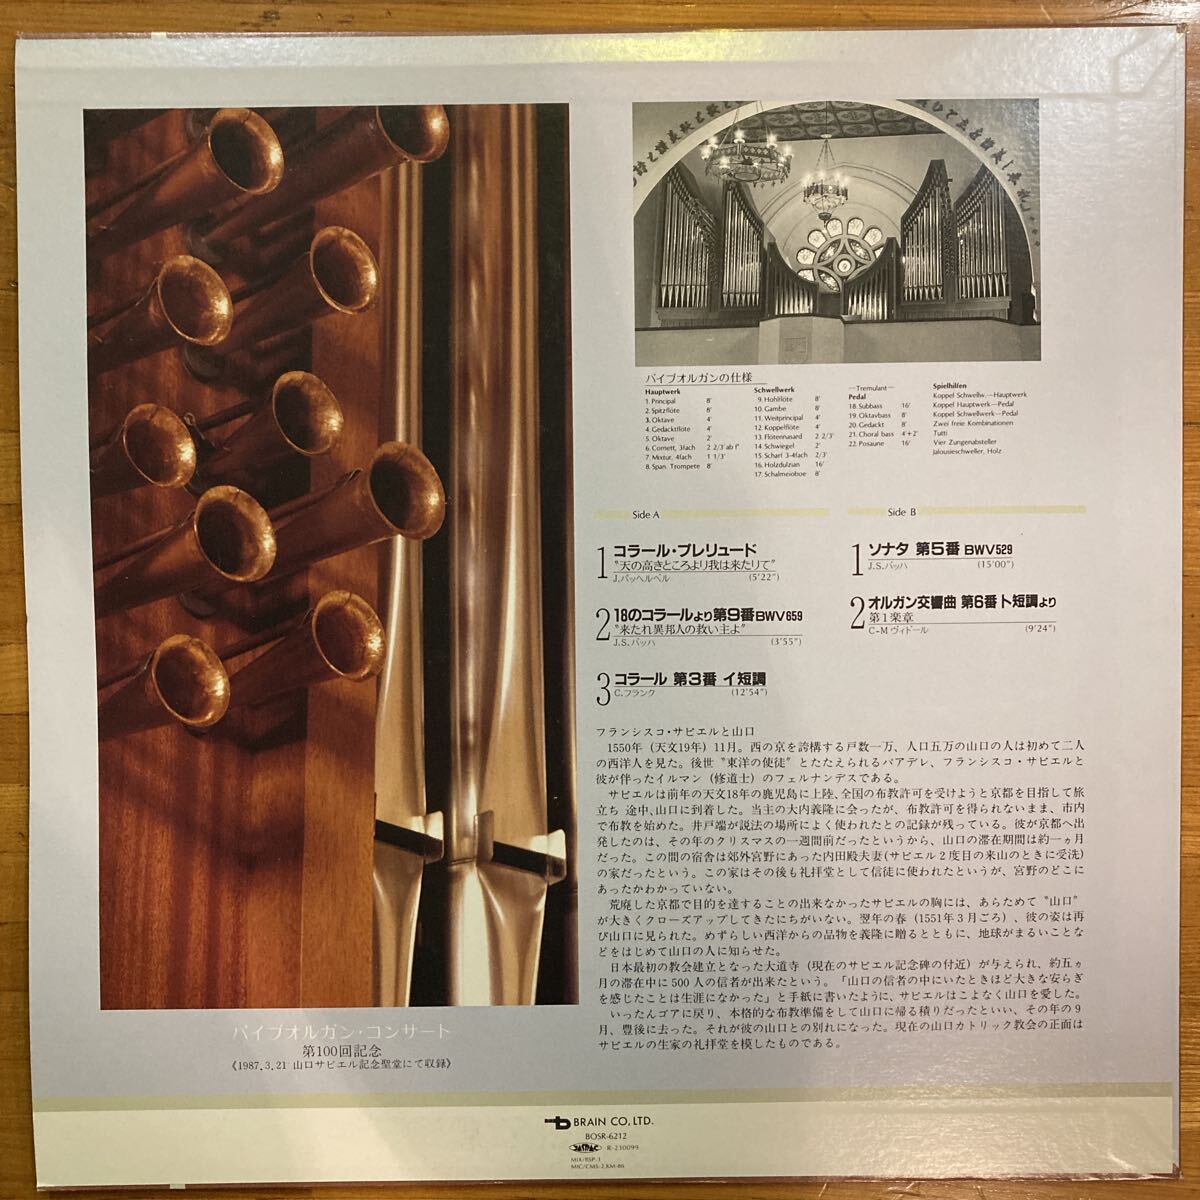 パイプオルガン・コンサート
第100回記念
《1987.3.21 山口サビエル記念聖堂にて収録》
パイプオルガンの仕様
Hauptwerk
1. Principal 8'
2. Spitzflöte 8'
3. Oktave 4'
4. Gedacktflöte 4'
5. Oktave 2'
6. Cornett, 3fach 2 2/3' ab f°
7. Mixtur, 4fach 1 1/3'
8. Span. Trompete 8'
Schwellwerk
9. Hohlflöte 8'
10. Gambe 8'
11. Weitprincipal 4'
12. Koppelflöte 4'
13. Flötennasard 2 2/3'
14. Schwiegel 2'
15. Scharf 3-4fach 2/3'
16. Holzdulzian 16'
17. Schalmeioboe 8'
—Tremulant—
Pedal
18. Subbass 16'
19. Oktavbass 8'
20. Gedackt 8'
21. Choral bass 4'+2'
22. Posaune 16'
Spielhilfen
Koppel Schwellw.—Hauptwerk
Koppel Hauptwerk—Pedal
Koppel Schwellwerk—Pedal
Zwei freie Kombinationen
Tutti
Vier Zungenabsteller
Jalousieschweller, Holz
Side A
1 コラール・プレリュード
"天の高きところより我は来たりて"
J.パッヘルベル (5'22")
2 18のコラールより第9番BWV659
"来たれ異邦人の救い主よ"
J.S.バッハ (3'55")
3 コラール 第3番 イ短調
C.フランク (12'54")
Side B
1 ソナタ 第5番 BWV529
J.S.バッハ (15'00")
2 オルガン交響曲 第6番ト短調より
第1楽章
C-Mヴィドール (9'24")
フランシスコ・サビエルと山口
1550年（天文19年）11月。西の京を誇構する戸数一万、人口五万の山口の人は初めて二人
の西洋人を見た。後世"東洋の使徒"とたたえられるパアデレ、フランシスコ・サビエルと
彼が伴ったイルマン（修道士）のフェルナンデスである。
サビエルは前年の天文18年の鹿児島に上陸、全国の布教許可を受けようと京都を目指して旅
立ち 途中、山口に到着した。当主の大内義隆に会ったが、布教許可を得られないまま、市内
で布教を始めた。井戸端が説法の場所によく使われたとの記録が残っている。彼が京都へ出
発したのは、その年のクリスマスの一週間前だったというから、山口の滞在期間は約一ヵ月
だった。この間の宿舎は郊外宮野にあった内田殿夫妻(サビエル２度目の来山のときに受洗)
の家だったという。この家はその後も礼拝堂として信徒に使われたというが、宮野のどこに
あったかわかっていない。
荒廃した京都で目的を達することの出来なかったサビエルの胸には、あらためて"山口"
が大きくクローズアップしてきたにちがいない。翌年の春（1551年３月ごろ）、彼の姿は再
び山口に見られた。めずらしい西洋からの品物を義隆に贈るとともに、地球がまるいことな
どをはじめて山口の人に知らせた。
日本最初の教会建立となった大道寺（現在のサビエル記念碑の付近）が与えられ、約五ヵ
月の滞在中に500人の信者が出来たという。「山口の信者の中にいたときほど大きな安らぎ
を感じたことは生涯になかった」と手紙に書いたように、サビエルはこよなく山口を愛した。
いったんゴアに戻り、本格的な布教準備をして山口に帰る積りだったといい、その年の９
月、豊後に去った。それが彼の山口との別れになった。現在の山口カトリック教会の正面は
サビエルの生家の礼拝堂を模したものである。
BRAIN CO., LTD.
BOSR-6212
JASRAC R-230099
MIX/BSP-3
MIC/CMS-2,KM-86